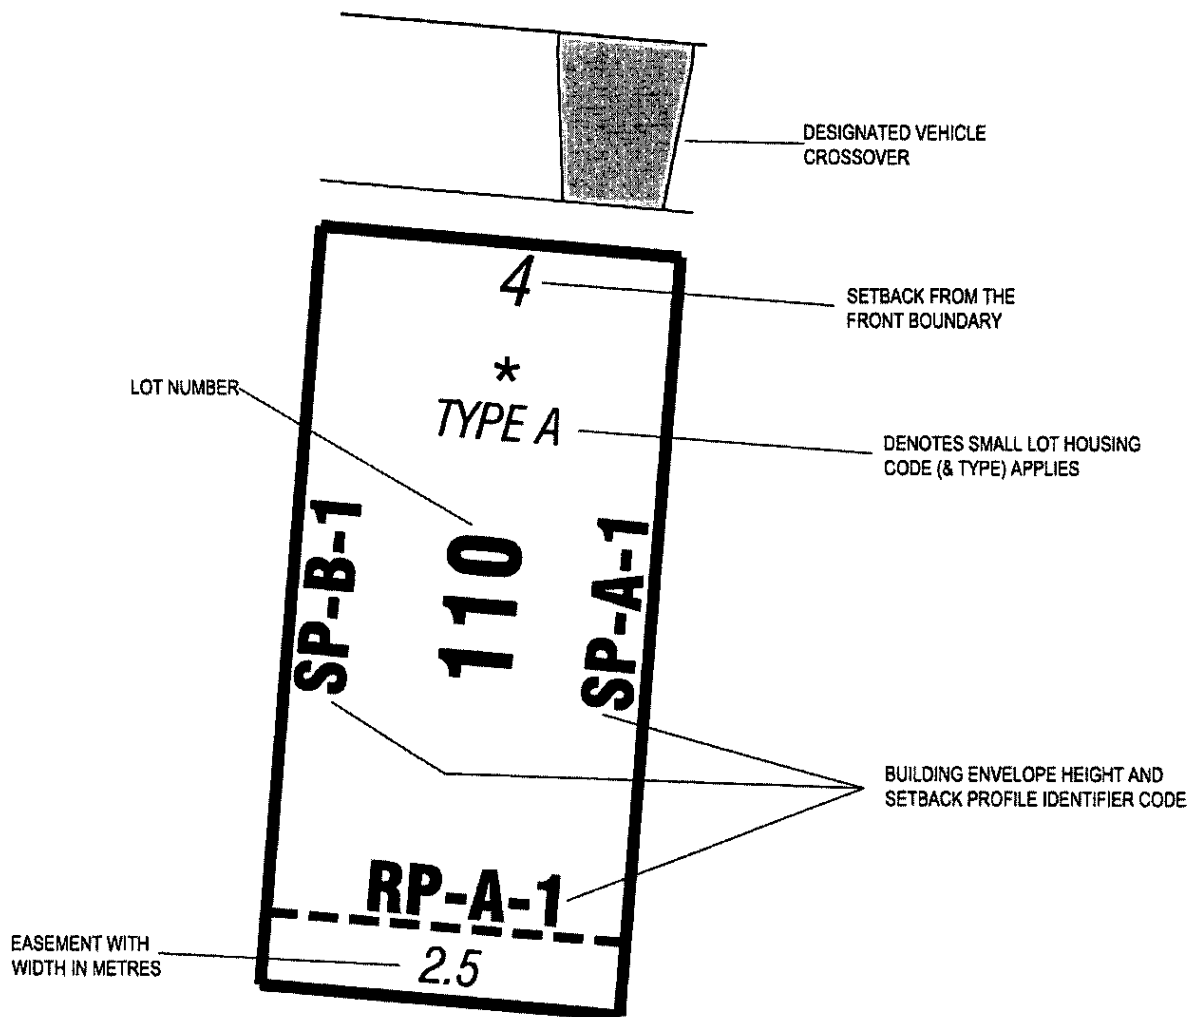 DESIGNATED VEHICLE
CROSSOVER
4
SETBACK FROM THE
FRONT BOUNDARY
*
LOT NUMBER
TYPE A
DENOTES SMALL LOT HOUSING
CODE (& TYPE) APPLIES
SP-B-1
110
SP-A-1
BUILDING ENVELOPE HEIGHT AND
SETBACK PROFILE IDENTIFIER CODE
RP-A-1
EASEMENT WITH
WIDTH IN METRES
2.5